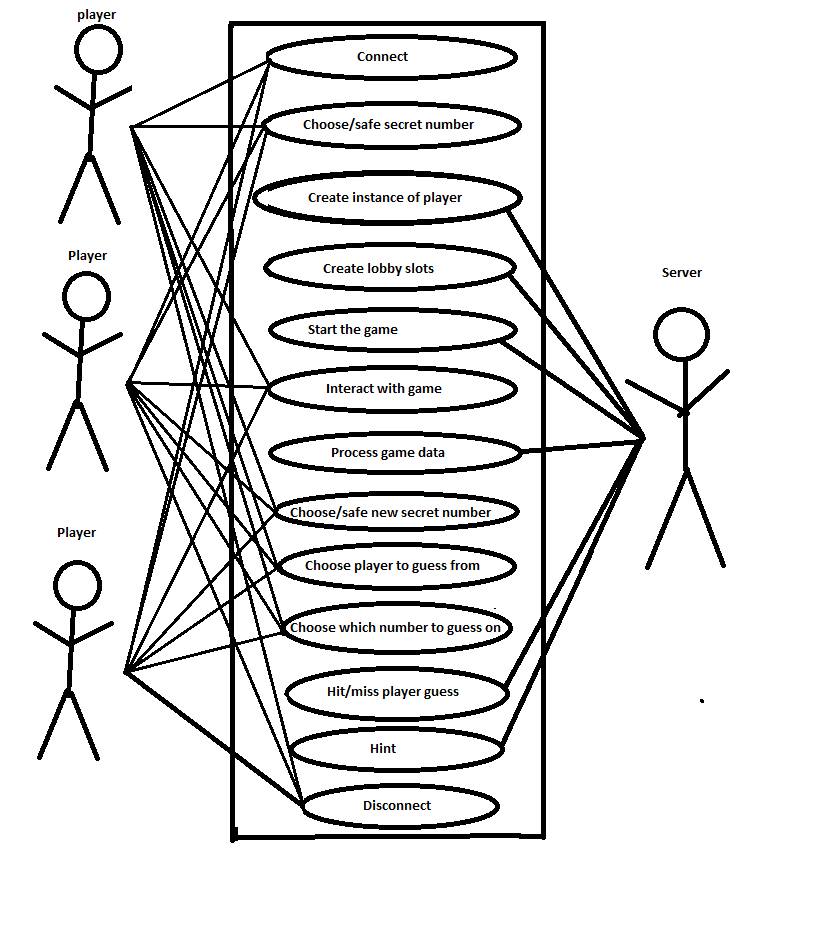 player
Connect
Choose/safe secret number
Create instance of player
Player
Create lobby slots
Server
Start the game
Interact with game
Process game data
Choose/safe new secret number
Player
Choose player to guess from
Choose which number to guess on
Hit/miss player guess
Hint
Disconnect